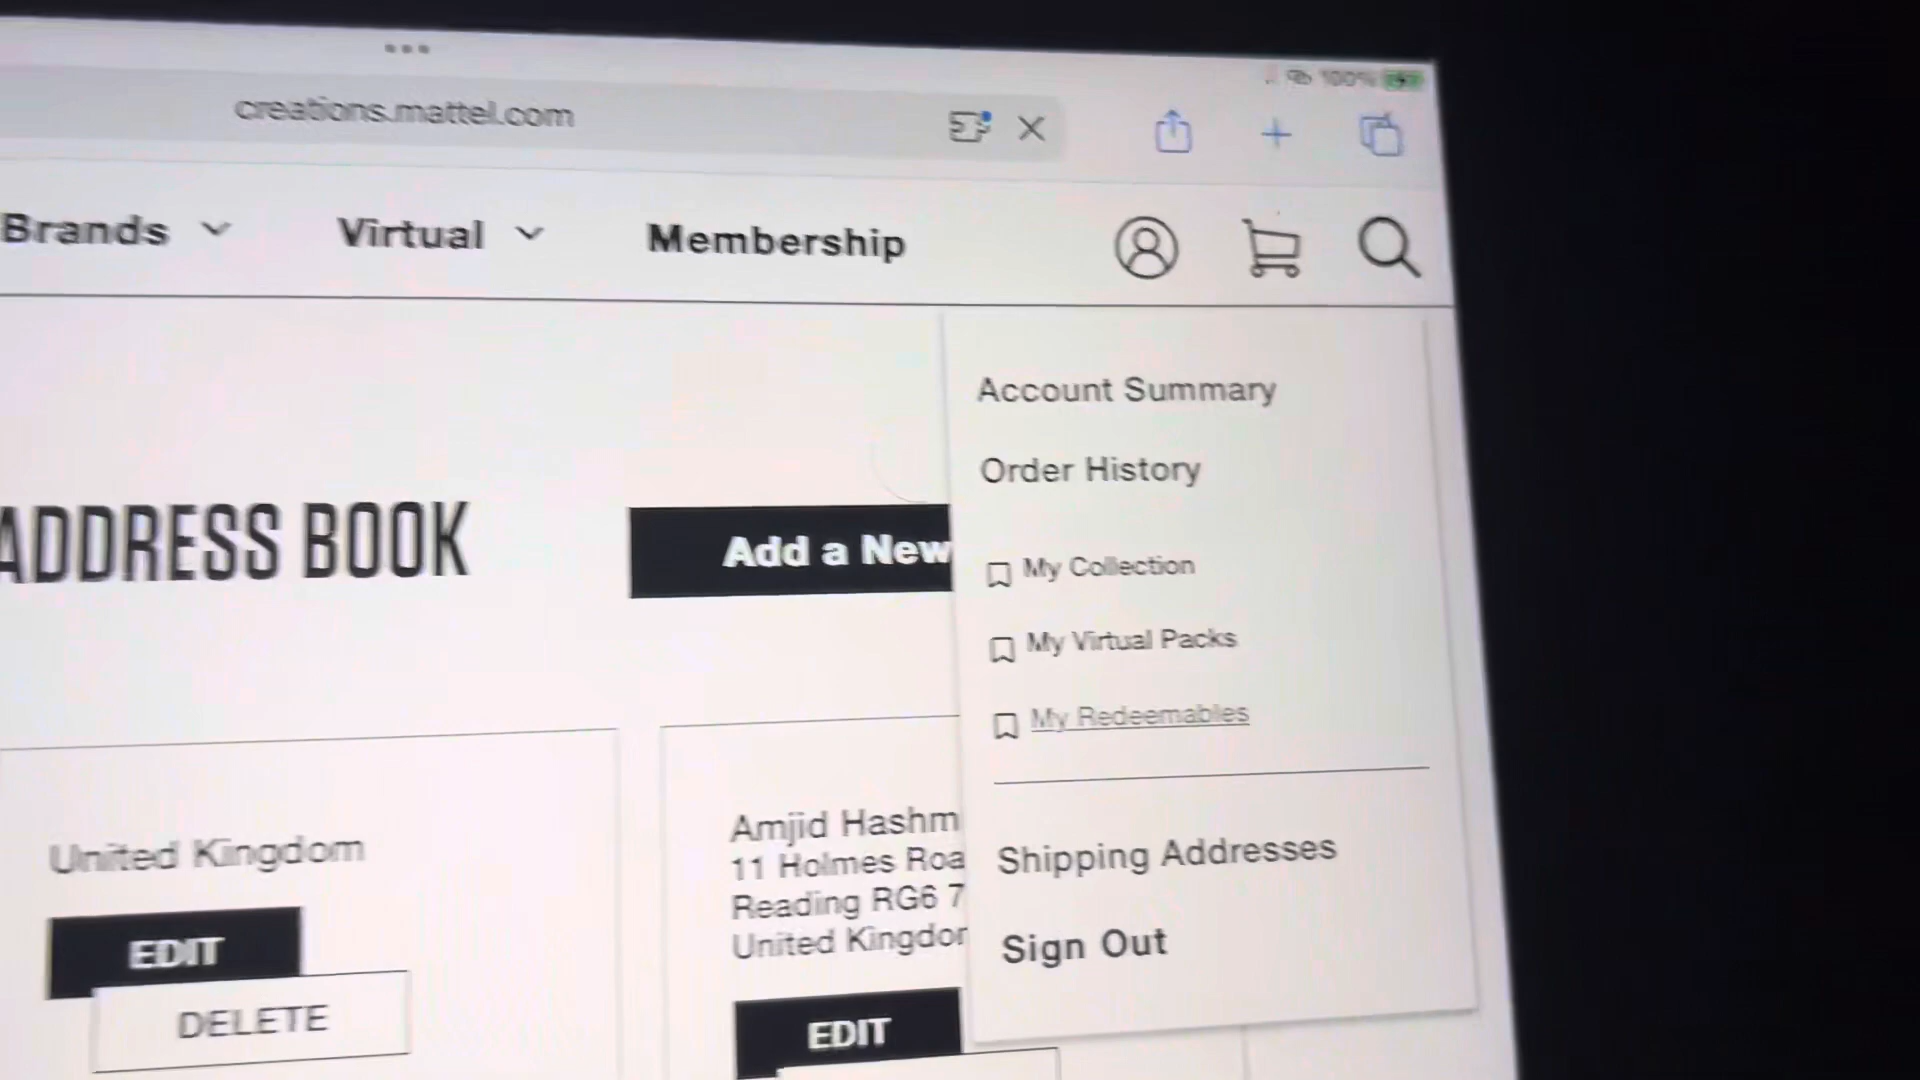 100%
creations.mattel.com
Brands
Virtual
Membership
Account Summary
Order History
My Collection
My Virtual Packs
My Redeemables
Shipping Addresses
Sign Out
ADDRESS BOOK
Add a New
United Kingdom
EDIT
DELETE
Amjid Hashm
11 Holmes Roa
Reading RG6 7
United Kingdor
EDIT